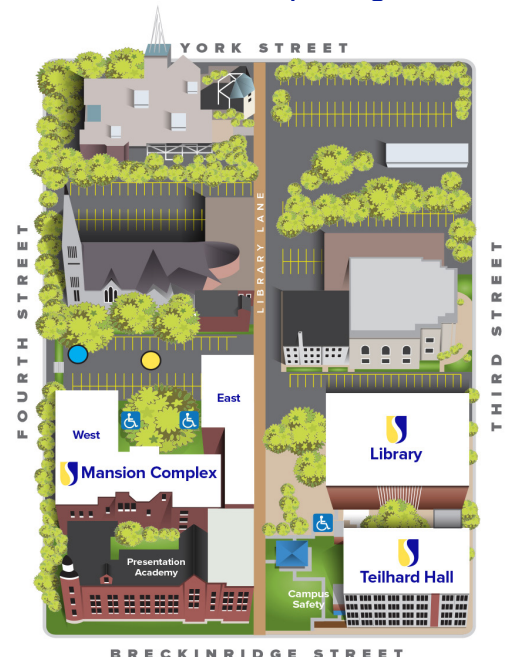 YORK STREET
FOURTH STREET
LIBRARY LANE
THIRD STREET
East
West
Mansion Complex
Library
Presentation
Academy
Teilhard Hall
Campus
Safety
BRECKINRIDGE STREET